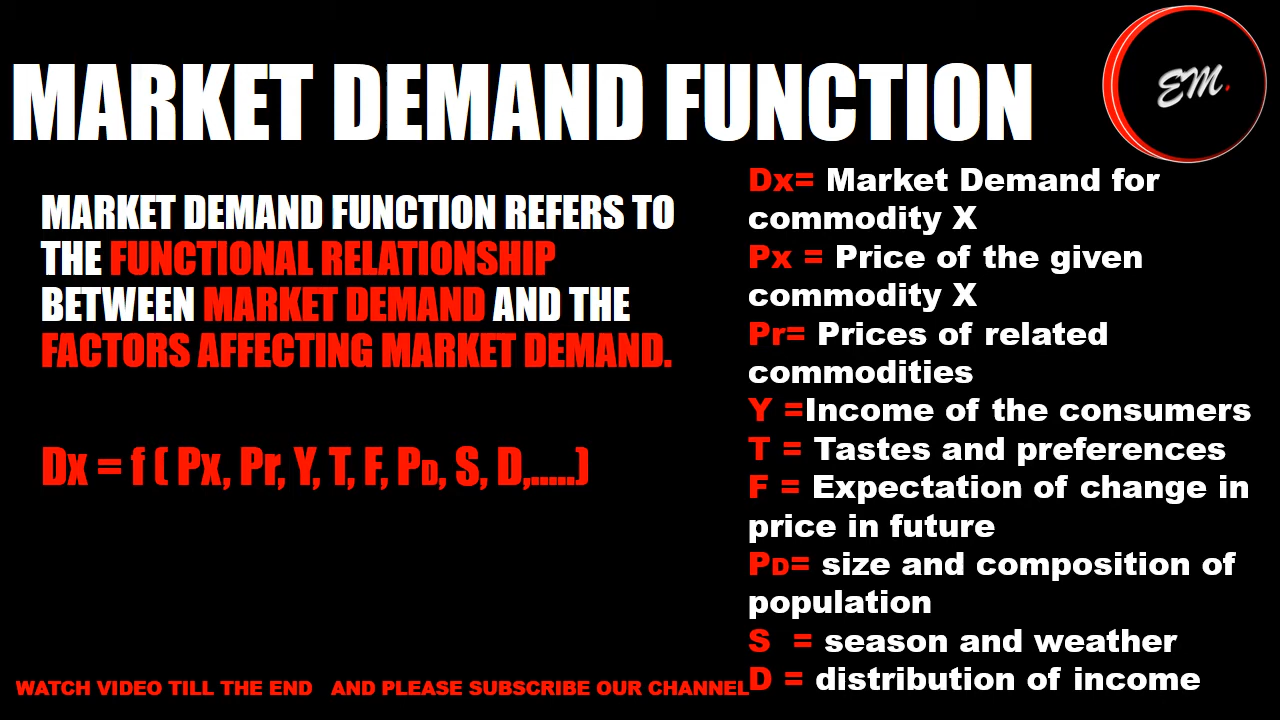 MARKET DEMAND FUNCTION
EM.
MARKET DEMAND FUNCTION REFERS TO
THE FUNCTIONAL RELATIONSHIP
BETWEEN MARKET DEMAND AND THE
FACTORS AFFECTING MARKET DEMAND.
Dx = f ( Px, Pr, Y, T, F, PD, S, D,.....)
Dx= Market Demand for
commodity X
Px = Price of the given
commodity X
Pr= Prices of related
commodities
Y =Income of the consumers
T = Tastes and preferences
F = Expectation of change in
price in future
PD= size and composition of
population
S  = season and weather
D = distribution of income
WATCH VIDEO TILL THE END   AND PLEASE SUBSCRIBE OUR CHANNEL